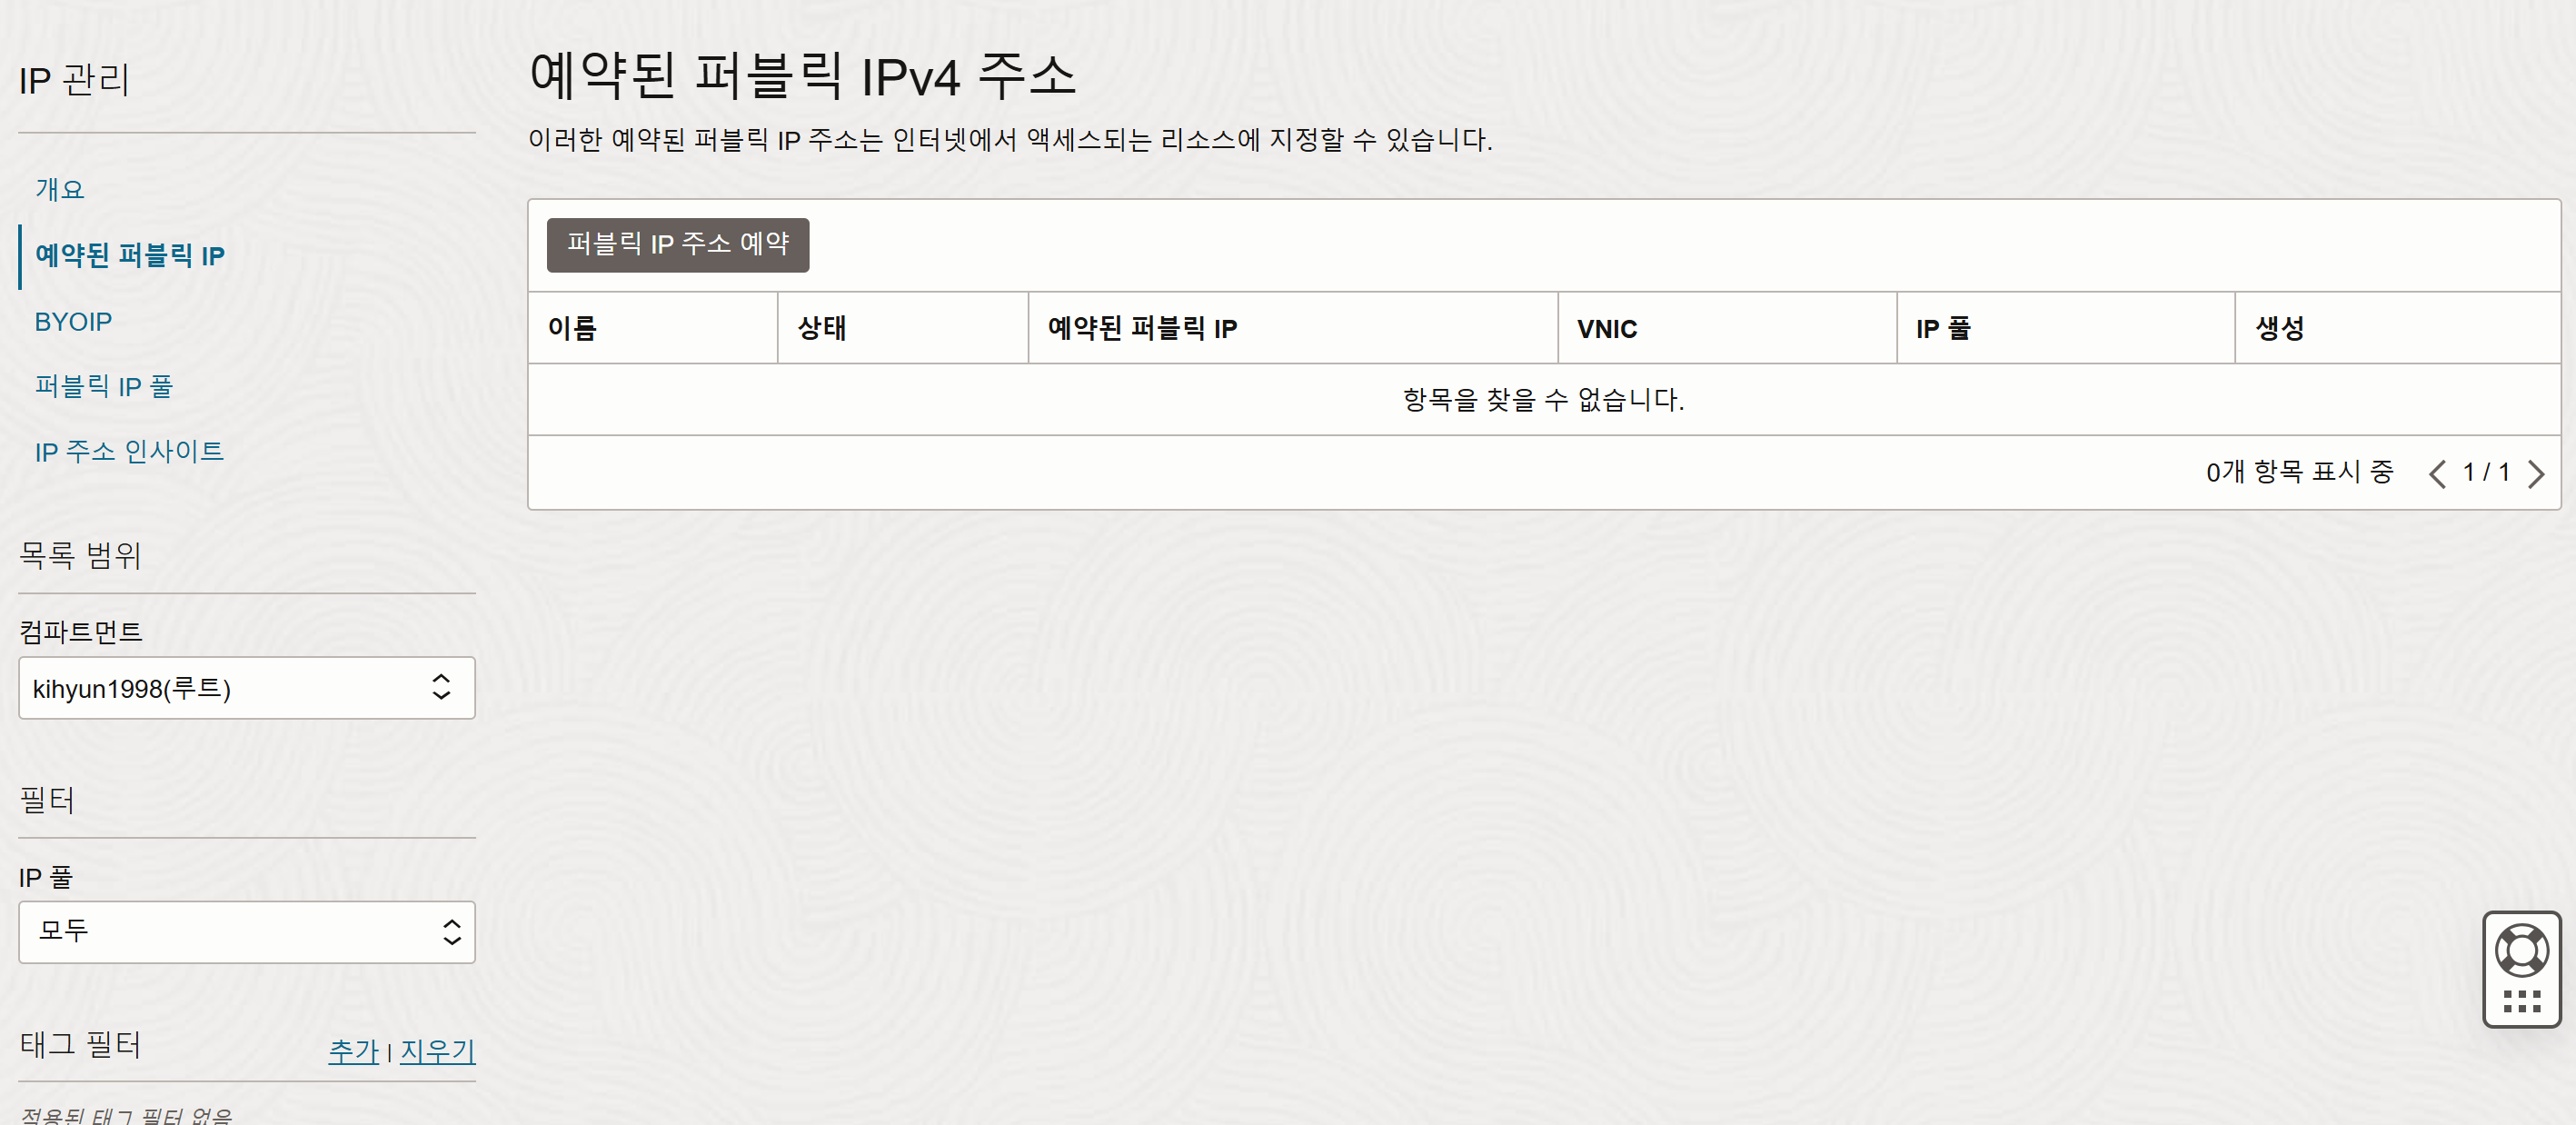 IP 관리
개요
예약된 퍼블릭 IP
BYOIP
퍼블릭 IP 풀
IP 주소 인사이트
목록 범위
컴파트먼트
kihyun1998(루트)
필터
IP 풀
모두
태그 필터 추가 | 지우기
적용된 태그 필터 없음
예약된 퍼블릭 IPv4 주소
이러한 예약된 퍼블릭 IP 주소는 인터넷에서 액세스되는 리소스에 지정할 수 있습니다.
퍼블릭 IP 주소 예약
이름 상태 예약된 퍼블릭 IP VNIC IP 풀 생성
항목을 찾을 수 없습니다.
0개 항목 표시 중 1 / 1